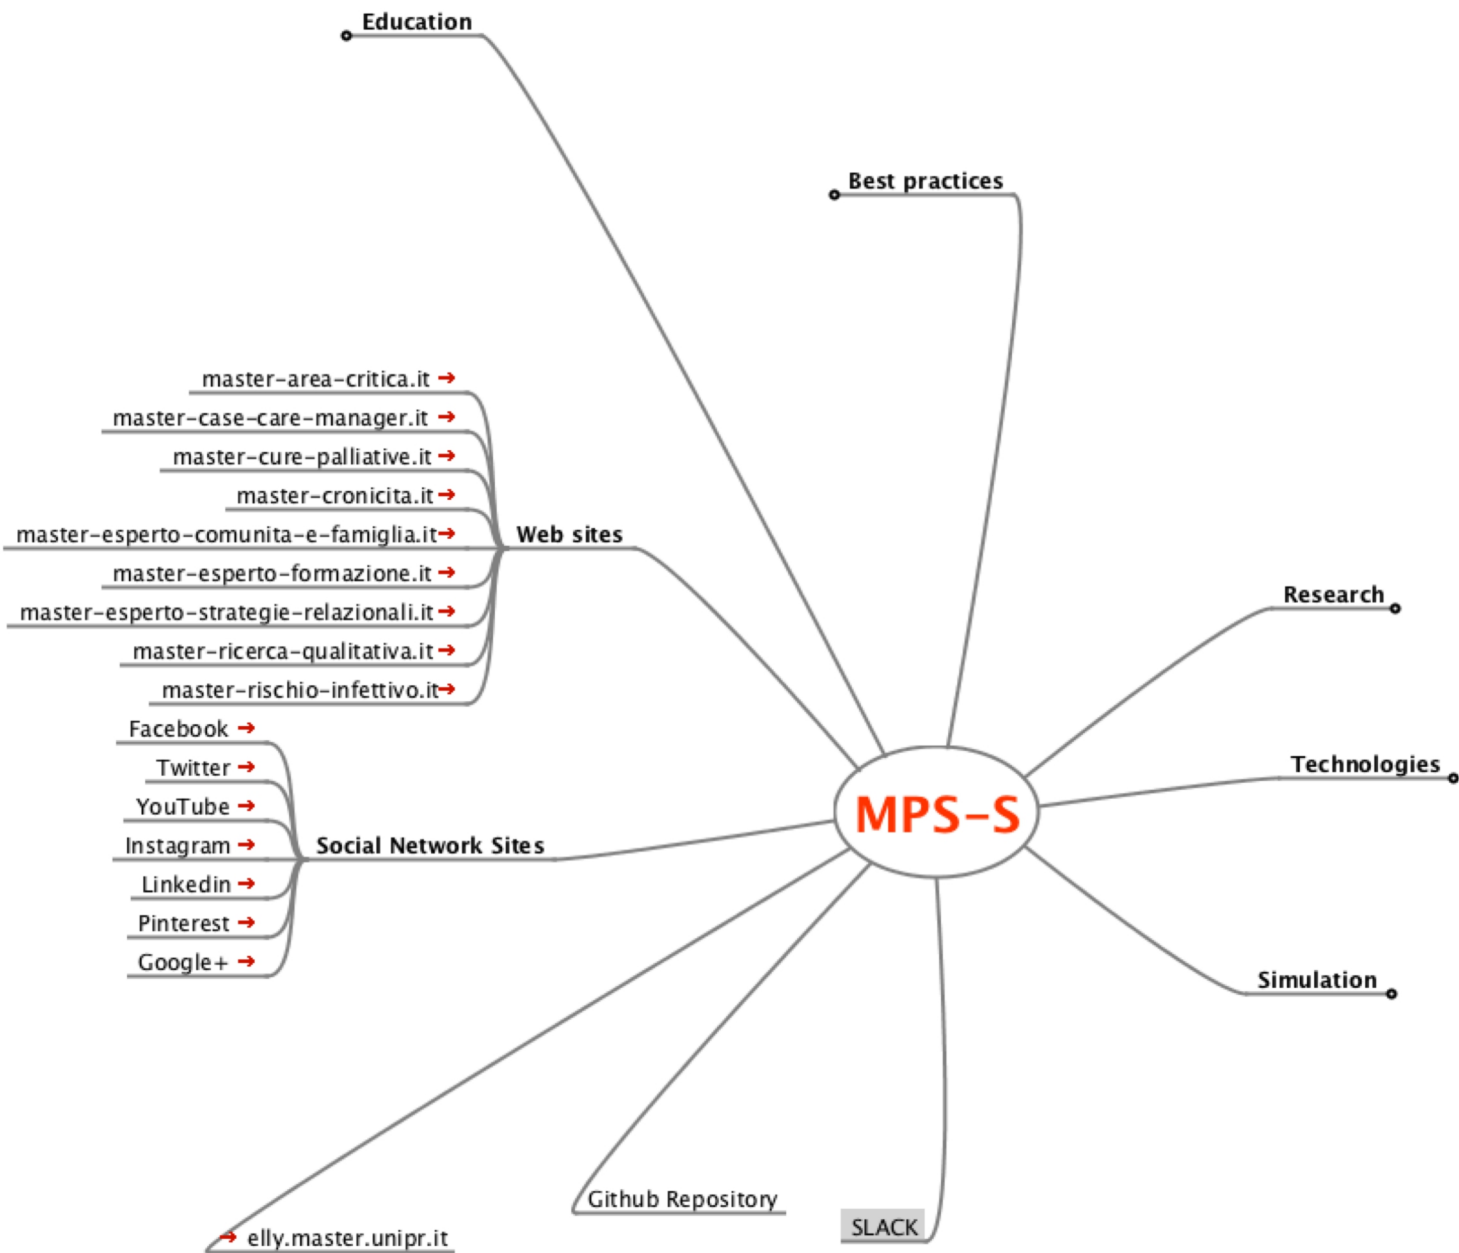 Education
Best practices
master-area-critica.it
master-case-care-manager.it
master-cure-palliative.it
master-cronicita.it
master-esperto-comunita-e-famiglia.it
Web sites
master-esperto-formazione.it
master-esperto-strategie-relazionali.it
master-ricerca-qualitativa.it
master-rischio-infettivo.it
Research
Technologies
MPS-S
Facebook
Twitter
YouTube
Instagram
Social Network Sites
Linkedin
Pinterest
Google+
Simulation
Github Repository
SLACK
elly.master.unipr.it